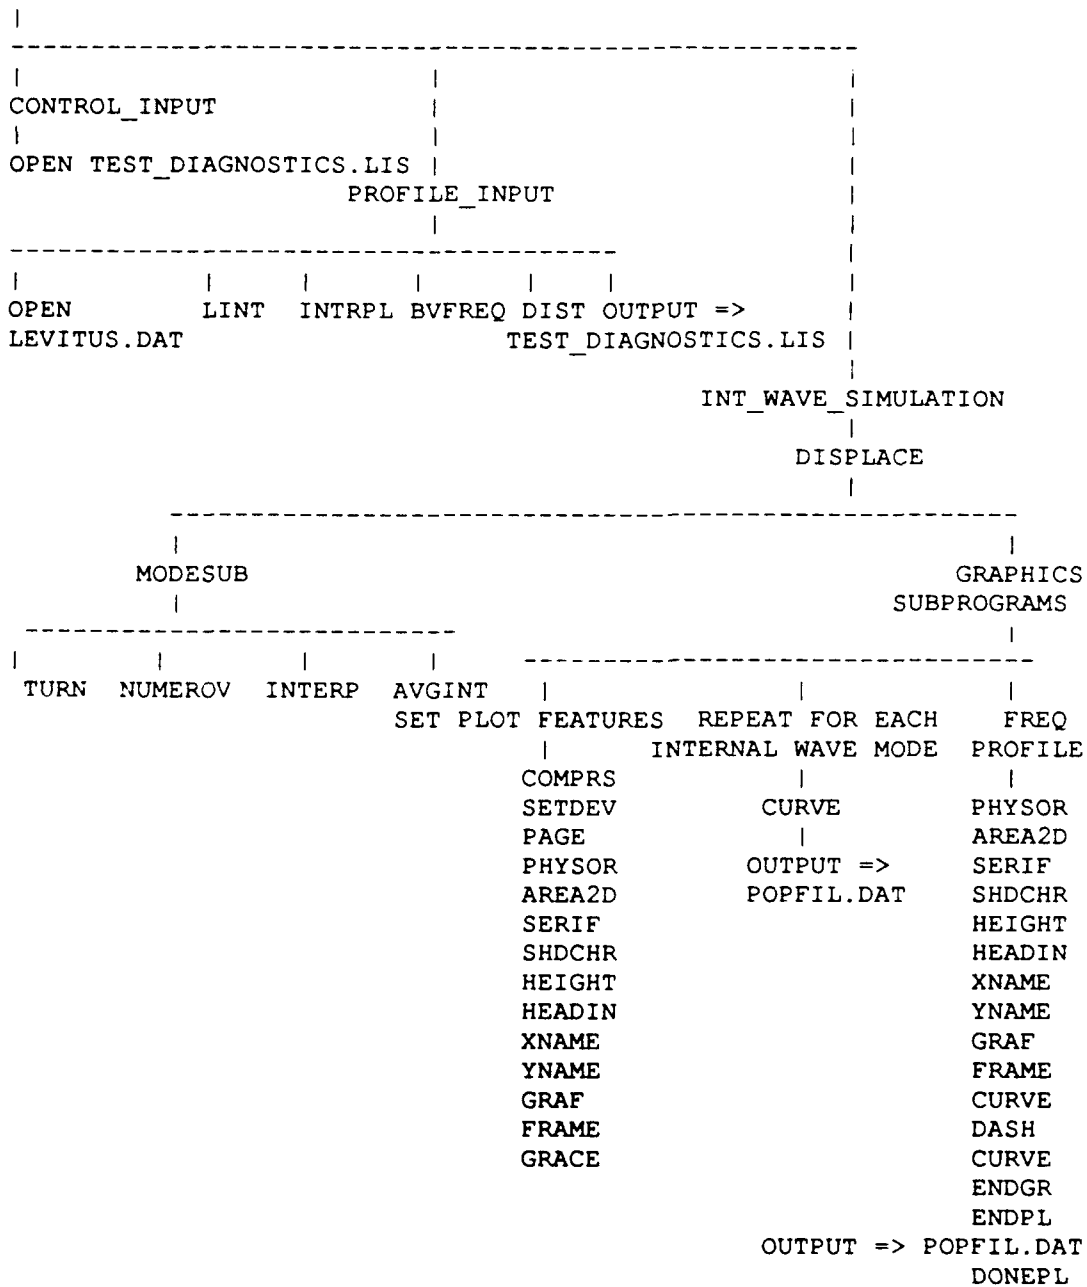 CONTROL_INPUT
OPEN TEST_DIAGNOSTICS.LIS
PROFILE_INPUT
OPEN LINT INTRPL BVFREQ DIST OUTPUT =>
LEVITUS.DAT TEST_DIAGNOSTICS.LIS
INT_WAVE_SIMULATION
DISPLACE
MODESUB GRAPHICS
SUBPROGRAMS
TURN NUMEROV INTERP AVGINT
SET PLOT FEATURES REPEAT FOR EACH FREQ
INTERNAL WAVE MODE PROFILE
COMPRS
SETDEV CURVE PHYSOR
PAGE AREA2D
PHYSOR OUTPUT => SERIF
AREA2D POPFIL.DAT SHDCHR
SERIF HEIGHT
SHDCHR HEADIN
HEIGHT XNAME
HEADIN YNAME
XNAME GRAF
YNAME FRAME
GRAF CURVE
FRAME DASH
GRACE CURVE
ENDGR
ENDPL
OUTPUT => POPFIL.DAT
DONEPL